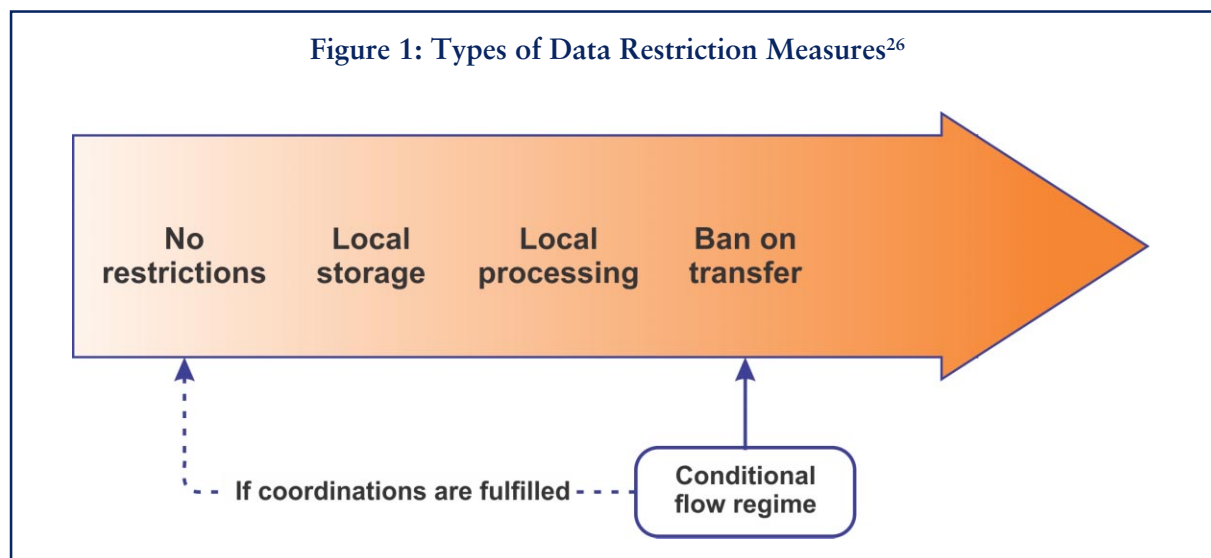 Figure 1: Types of Data Restriction Measures²⁶
No
restrictions
Local
storage
Local
processing
Ban on
transfer
If coordinations are fulfilled
Conditional
flow regime